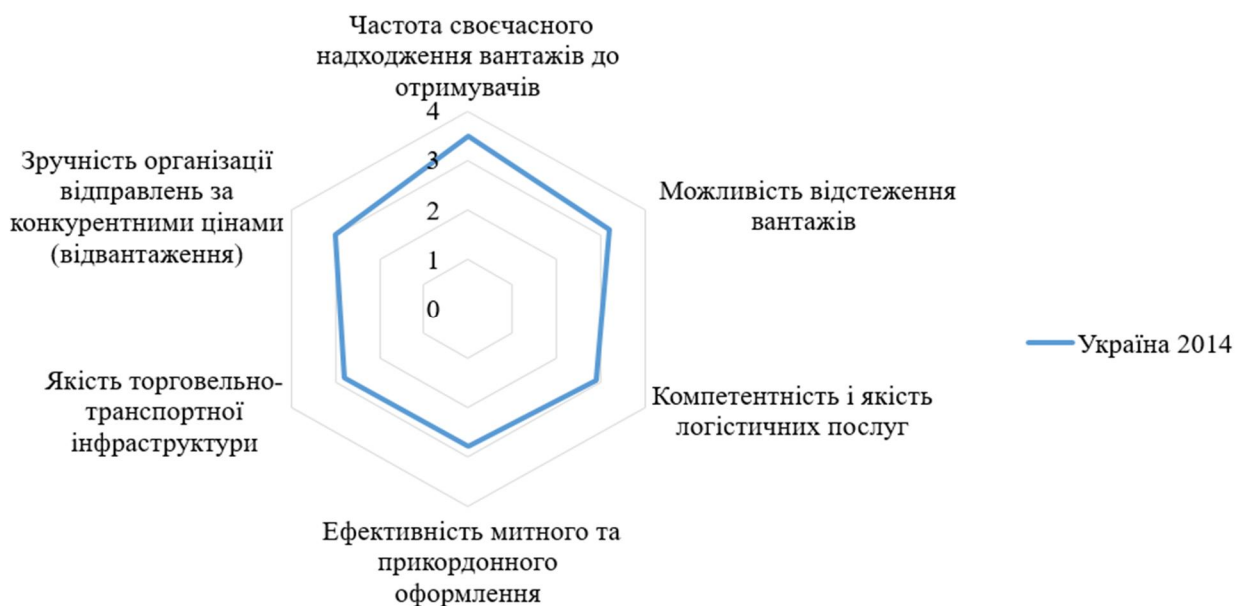 Частота своєчасного
надходження вантажів до
отримувачів
4
3
2
1
0
Можливість відстеження
вантажів
Компетентність і якість
логістичних послуг
Ефективність митного та
прикордонного
оформлення
Якість торговельно-
транспортної
інфраструктури
Зручність організації
відправлень за
конкурентними цінами
(відвантаження)
Україна 2014